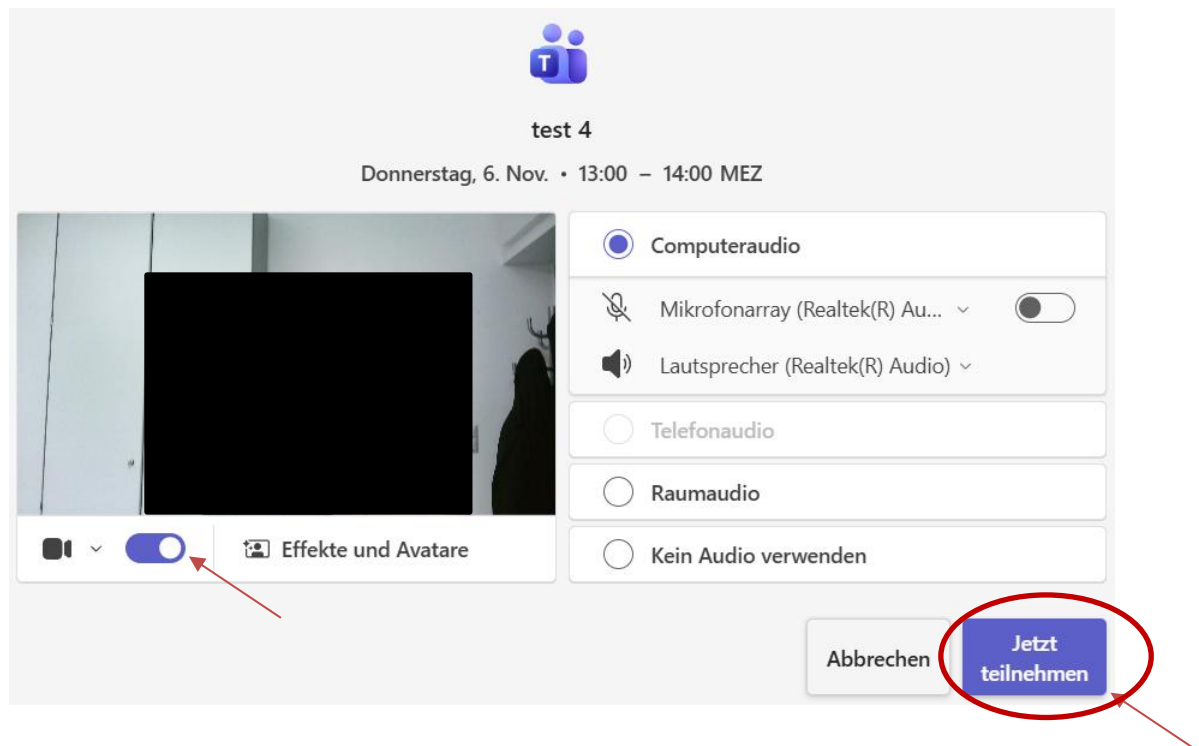 T
test 4
Donnerstag, 6. Nov. • 13:00 – 14:00 MEZ
Computeraudio
Mikrofonarray (Realtek(R) Au...
Lautsprecher (Realtek(R) Audio)
Telefonaudio
Raumaudio
Effekte und Avatare
Kein Audio verwenden
Abbrechen
Jetzt
teilnehmen